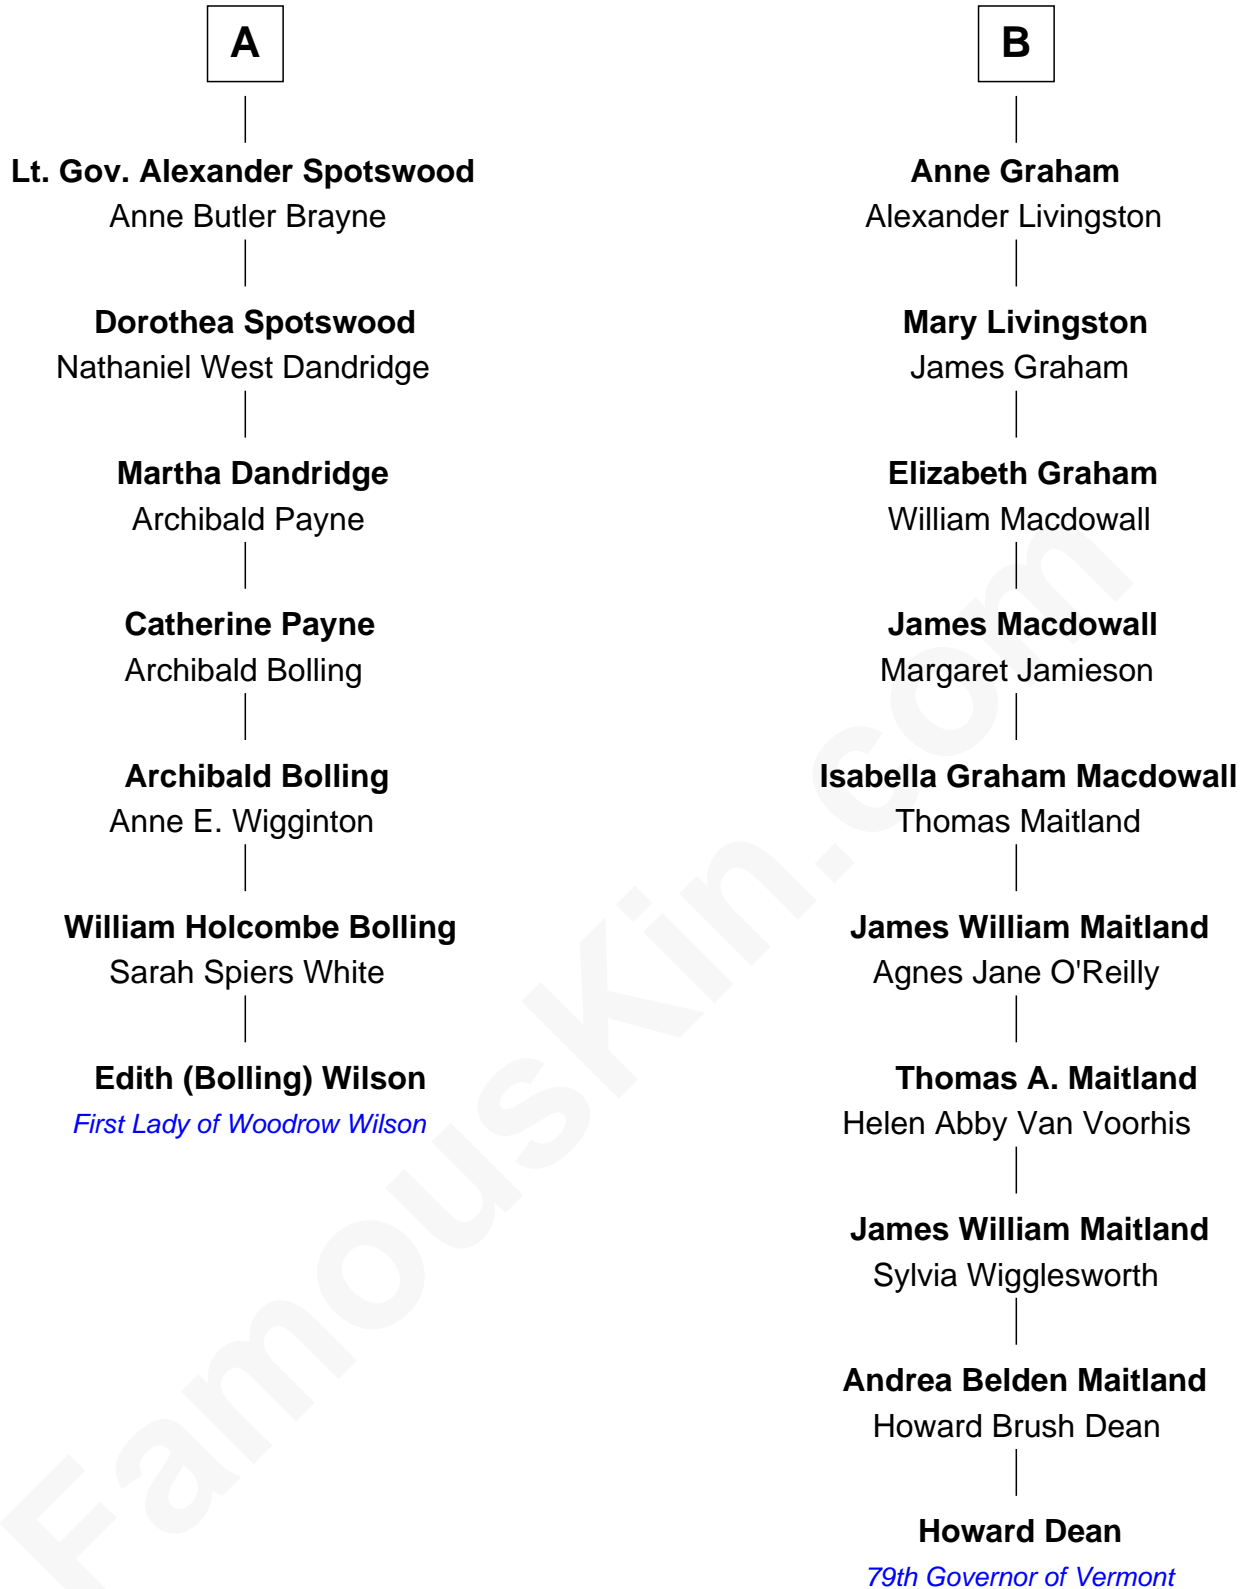 A
Lt. Gov. Alexander Spotswood
Anne Butler Brayne
Dorothea Spotswood
Nathaniel West Dandridge
Martha Dandridge
Archibald Payne
Catherine Payne
Archibald Bolling
Archibald Bolling
Anne E. Wigginton
William Holcombe Bolling
Sarah Spiers White
Edith (Bolling) Wilson
First Lady of Woodrow Wilson
B
Anne Graham
Alexander Livingston
Mary Livingston
James Graham
Elizabeth Graham
William Macdowall
James Macdowall
Margaret Jamieson
Isabella Graham Macdowall
Thomas Maitland
James William Maitland
Agnes Jane O'Reilly
Thomas A. Maitland
Helen Abby Van Voorhis
James William Maitland
Sylvia Wigglesworth
Andrea Belden Maitland
Howard Brush Dean
Howard Dean
79th Governor of Vermont
FamousKin.com